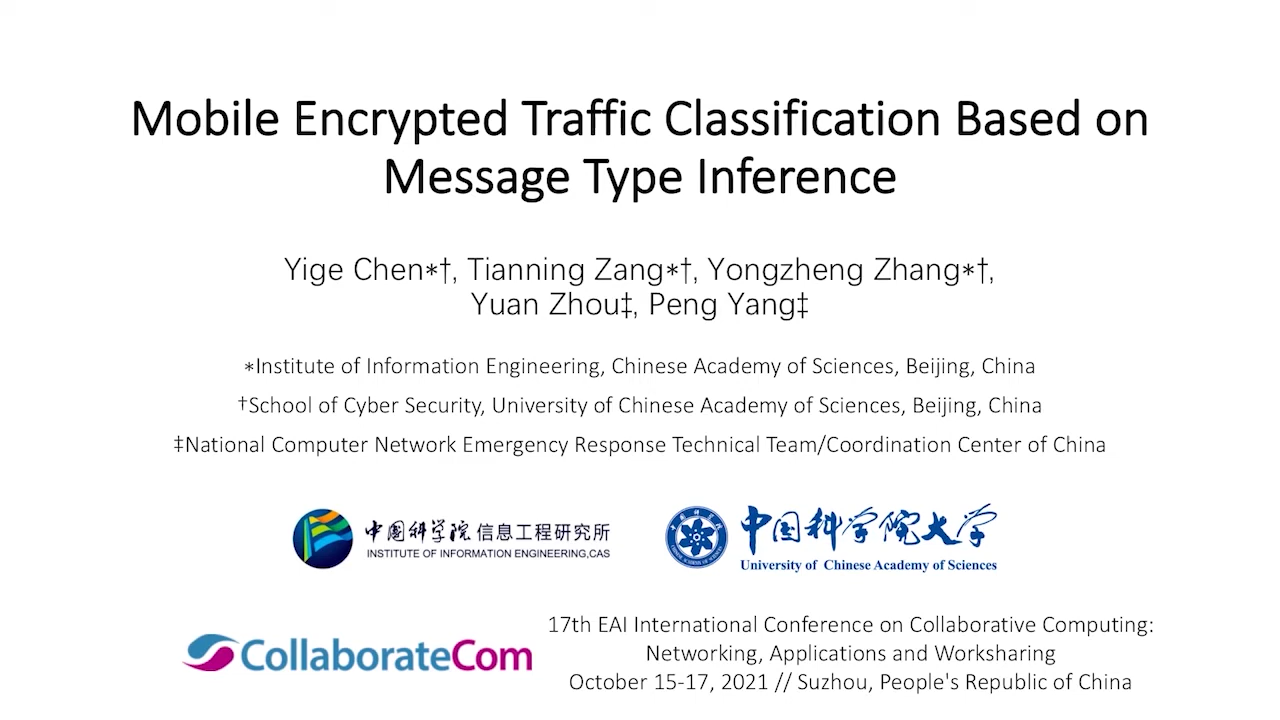 Mobile Encrypted Traffic Classification Based on
Message Type Inference
Yige Chen∗†, Tianning Zang∗†, Yongzheng Zhang∗†,
Yuan Zhou‡, Peng Yang‡
∗Institute of Information Engineering, Chinese Academy of Sciences, Beijing, China
†School of Cyber Security, University of Chinese Academy of Sciences, Beijing, China
‡National Computer Network Emergency Response Technical Team/Coordination Center of China
中国科学院信息工程研究所
INSTITUTE OF INFORMATION ENGINEERING,CAS
中国科学院大学
University of Chinese Academy of Sciences
CollaborateCom
17th EAI International Conference on Collaborative Computing:
Networking, Applications and Worksharing
October 15-17, 2021 // Suzhou, People's Republic of China